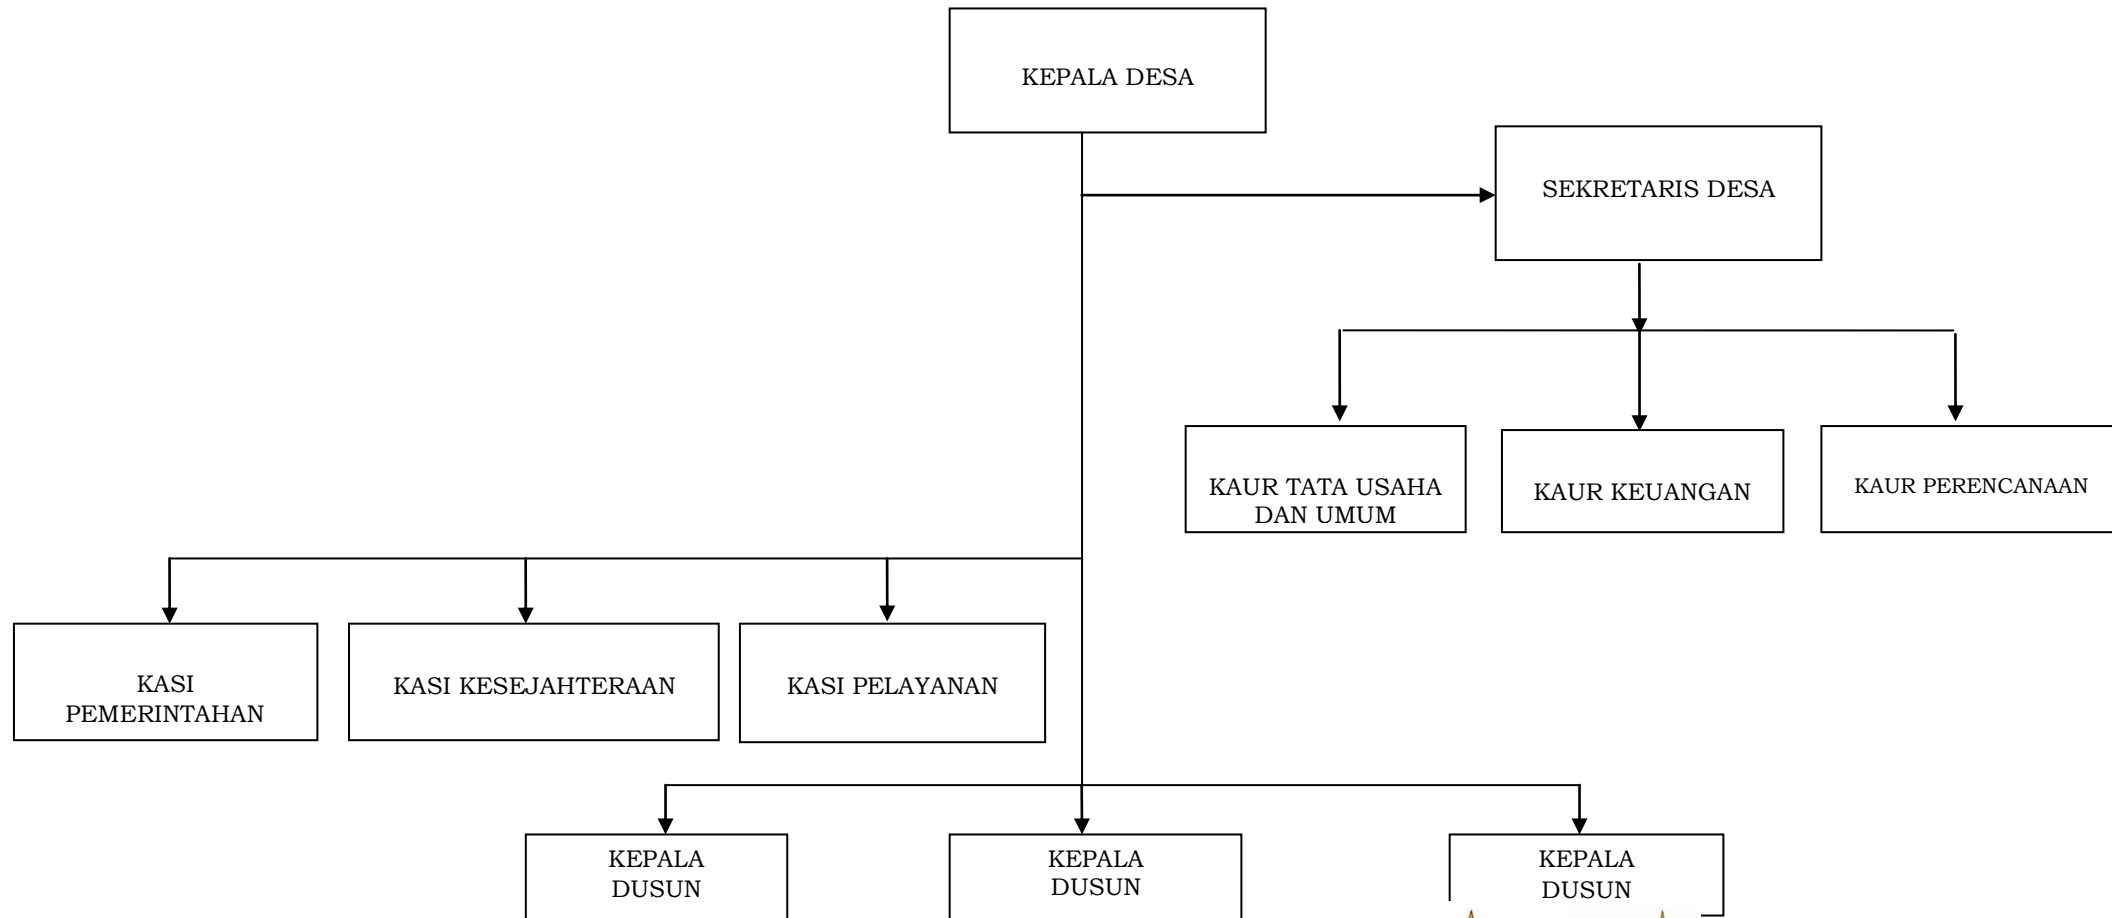 KEPALA DESA
SEKRETARIS DESA
KAUR TATA USAHA
DAN UMUM
KAUR KEUANGAN
KAUR PERENCANAAN
KASI
PEMERINTAHAN
KASI KESEJAHTERAAN
KASI PELAYANAN
KEPALA
DUSUN
KEPALA
DUSUN
KEPALA
DUSUN